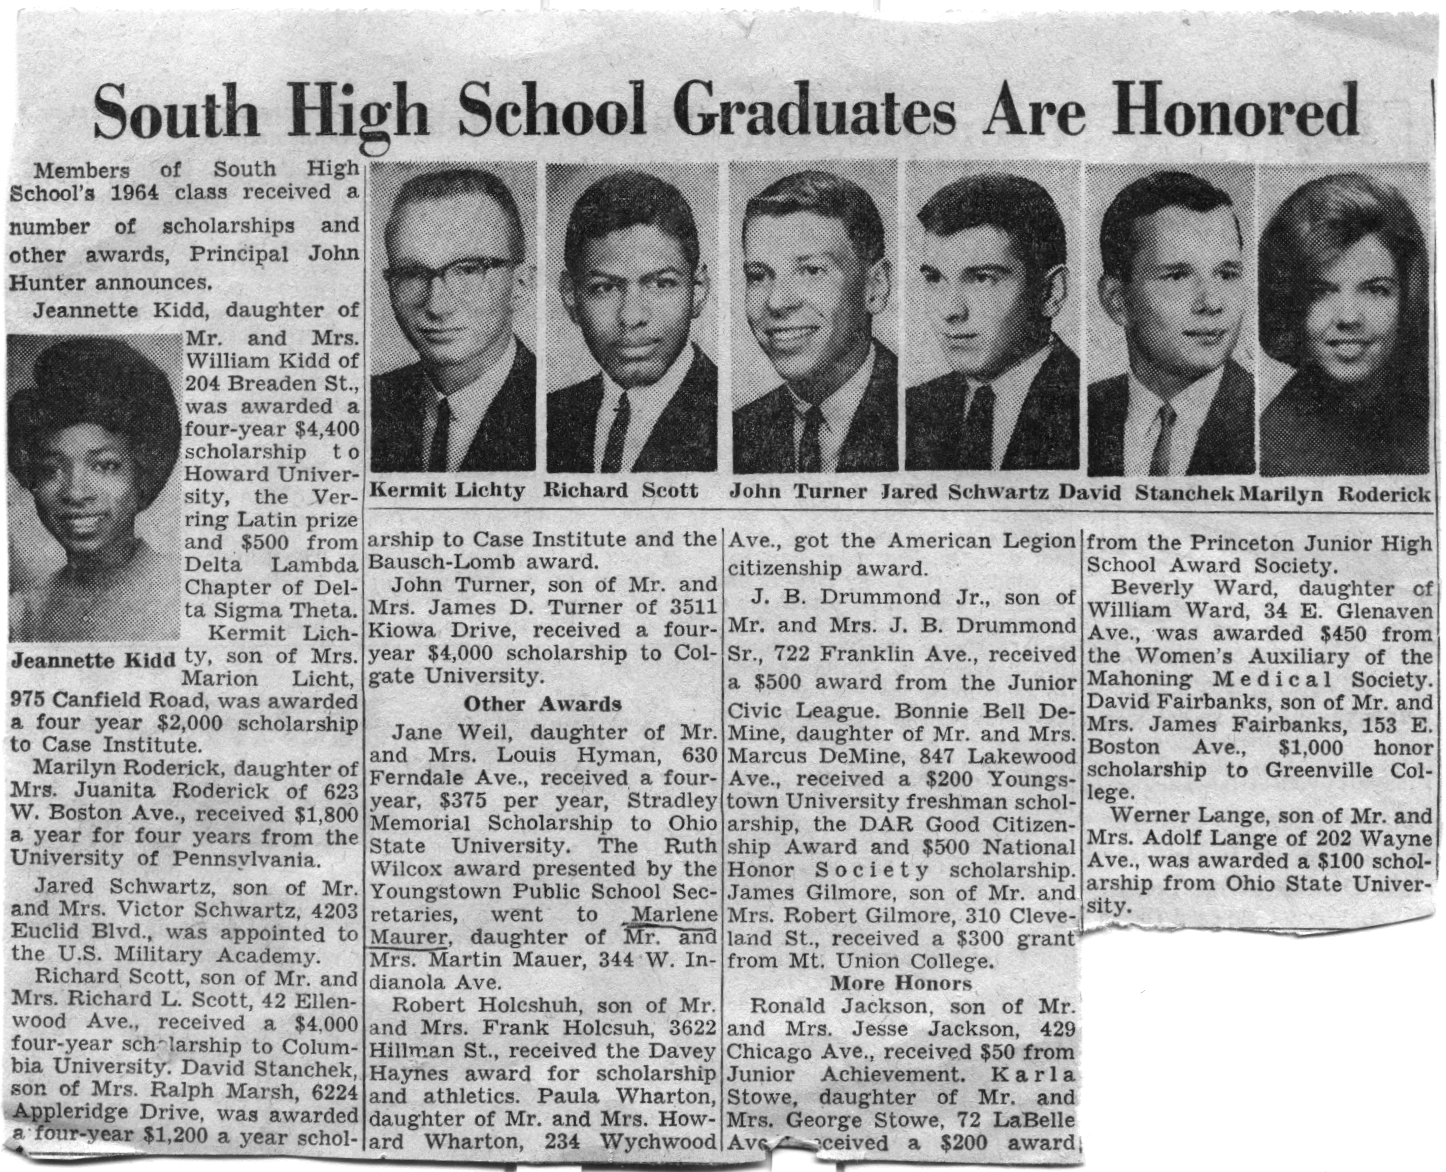 South High School Graduates Are Honored
Members of South High
School's 1964 class received a
number of scholarships and
other awards, Principal John
Hunter announces.
Jeannette Kidd, daughter of
Mr. and Mrs.
William Kidd of
204 Breaden St.,
was awarded a
four-year $4,400
scholarship to
Howard Univer-
sity, the Ver-
ring Latin prize
and $500 from
Delta Lambda
Chapter of Del-
ta Sigma Theta.
Kermit Lich-
Jeannette Kidd
ty, son of Mrs.
Marion Licht,
975 Canfield Road, was awarded
a four year $2,000 scholarship
to Case Institute.
Marilyn Roderick, daughter of
Mrs. Juanita Roderick of 623
W. Boston Ave., received $1,800
a year for four years from the
University of Pennsylvania.
Jared Schwartz, son of Mr.
and Mrs. Victor Schwartz, 4203
Euclid Blvd., was appointed to
the U.S. Military Academy.
Richard Scott, son of Mr. and
Mrs. Richard L. Scott, 42 Ellen-
wood Ave., received a $4,000
four-year scholarship to Colum-
bia University. David Stanchek,
son of Mrs. Ralph Marsh, 6224
Appleridge Drive, was awarded
a four-year $1,200 a year schol-
Kermit Lichty Richard Scott John Turner Jared Schwartz David Stanchek Marilyn Roderick
arship to Case Institute and the
Bausch-Lomb award.
John Turner, son of Mr. and
Mrs. James D. Turner of 3511
Kiowa Drive, received a four-
year $4,000 scholarship to Col-
gate University.
Other Awards
Jane Weil, daughter of Mr.
and Mrs. Louis Hyman, 630
Ferndale Ave., received a four-
year, $375 per year, Stradley
Memorial Scholarship to Ohio
State University. The Ruth
Wilcox award presented by the
Youngstown Public School Sec-
retaries, went to Marlene
Maurer, daughter of Mr. and
Mrs. Martin Mauer, 344 W. In-
dianola Ave.
Robert Holcshuh, son of Mr.
and Mrs. Frank Holcsuh, 3622
Hillman St., received the Davey
Haynes award for scholarship
and athletics. Paula Wharton,
daughter of Mr. and Mrs. How-
ard Wharton, 234 Wychwood
Ave., got the American Legion
citizenship award.
J. B. Drummond Jr., son of
Mr. and Mrs. J. B. Drummond
Sr., 722 Franklin Ave., received
a $500 award from the Junior
Civic League. Bonnie Bell De-
Mine, daughter of Mr. and Mrs.
Marcus DeMine, 847 Lakewood
Ave., received a $200 Youngs-
town University freshman schol-
arship, the DAR Good Citizen-
ship Award and $500 National
Honor Society scholarship.
James Gilmore, son of Mr. and
Mrs. Robert Gilmore, 310 Cleve-
land St., received a $300 grant
from Mt. Union College.
More Honors
Ronald Jackson, son of Mr.
and Mrs. Jesse Jackson, 429
Chicago Ave., received $50 from
Junior Achievement. Karla
Stowe, daughter of Mr. and
Mrs. George Stowe, 72 LaBelle
Ave received a $200 award
from the Princeton Junior High
School Award Society.
Beverly Ward, daughter of
William Ward, 34 E. Glenaven
Ave., was awarded $450 from
the Women's Auxiliary of the
Mahoning Medical Society.
David Fairbanks, son of Mr. and
Mrs. James Fairbanks, 153 E.
Boston Ave., $1,000 honor
scholarship to Greenville Col-
lege.
Werner Lange, son of Mr. and
Mrs. Adolf Lange of 202 Wayne
Ave., was awarded a $100 schol-
arship from Ohio State Univer-
sity.